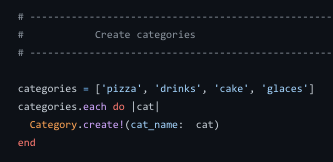 # -----------------------------------------------
#           Create categories
# -----------------------------------------------

categories = ['pizza', 'drinks', 'cake', 'glaces']
categories.each do |cat|
  Category.create!(cat_name:  cat)
end